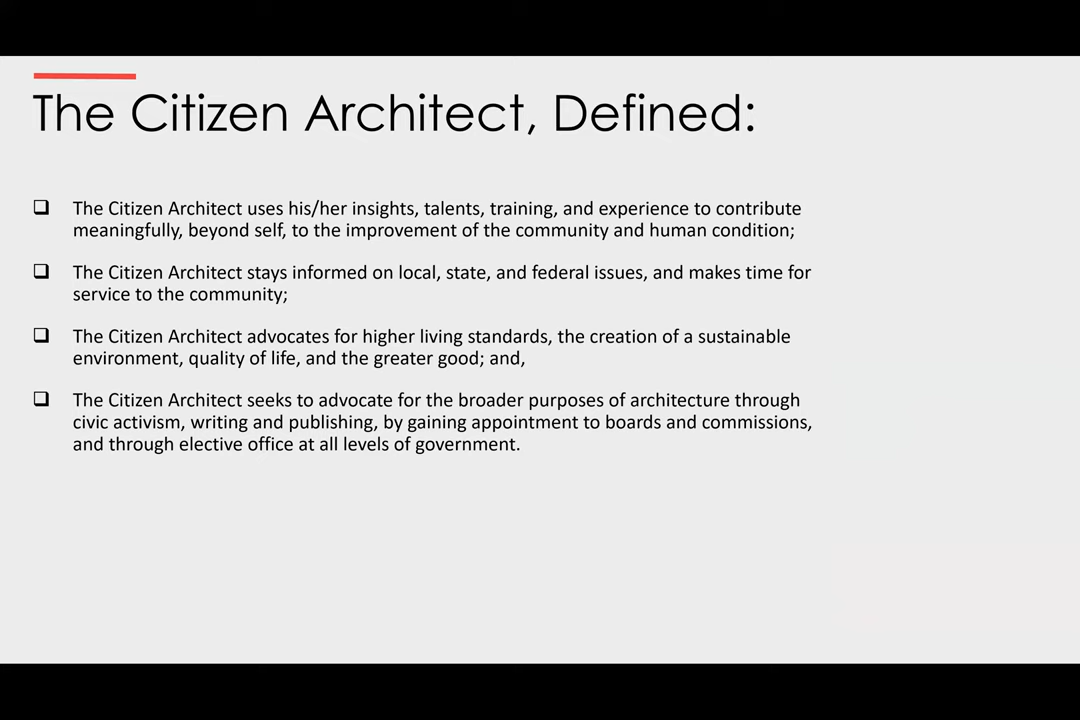 The Citizen Architect, Defined:
The Citizen Architect uses his/her insights, talents, training, and experience to contribute
meaningfully, beyond self, to the improvement of the community and human condition;
The Citizen Architect stays informed on local, state, and federal issues, and makes time for
service to the community;
The Citizen Architect advocates for higher living standards, the creation of a sustainable
environment, quality of life, and the greater good; and,
The Citizen Architect seeks to advocate for the broader purposes of architecture through
civic activism, writing and publishing, by gaining appointment to boards and commissions,
and through elective office at all levels of government.